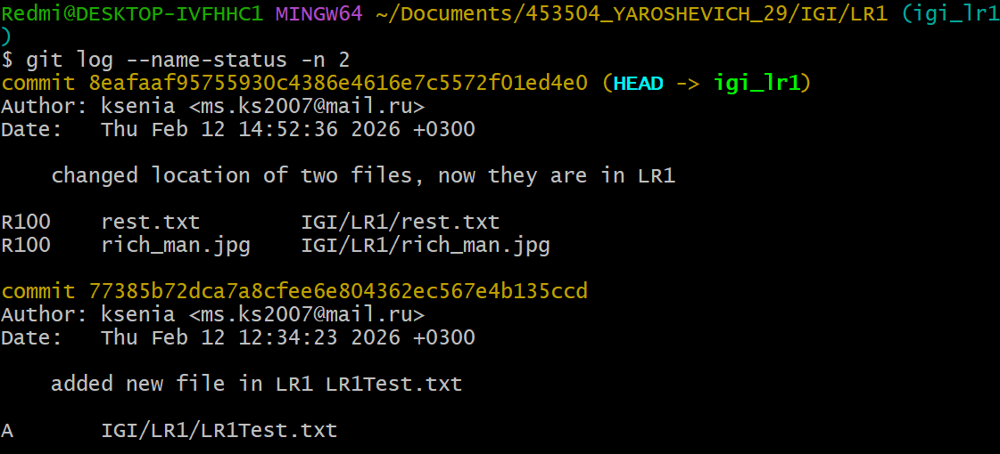 Redmi@DESKTOP-IVFHHC1 MINGW64 ~/Documents/453504_YAROSHEVICH_29/IGI/LR1 (igi_lr1
)
$ git log --name-status -n 2
commit 8eafaaf95755930c4386e4616e7c5572f01ed4e0 (HEAD -> igi_lr1)
Author: ksenia <ms.ks2007@mail.ru>
Date:   Thu Feb 12 14:52:36 2026 +0300
    changed location of two files, now they are in LR1
R100    rest.txt        IGI/LR1/rest.txt
R100    rich_man.jpg    IGI/LR1/rich_man.jpg
commit 77385b72dca7a8cfee6e804362ec567e4b135ccd
Author: ksenia <ms.ks2007@mail.ru>
Date:   Thu Feb 12 12:34:23 2026 +0300
    added new file in LR1 LR1Test.txt
A       IGI/LR1/LR1Test.txt